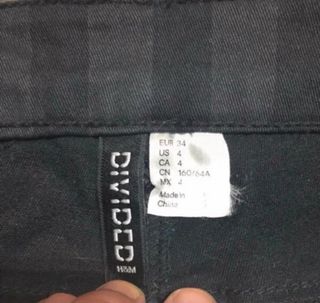 DIVIDED
H&M
EUR 34
US 4
CA 4
CN 160/64A
MX 4
Made in
China